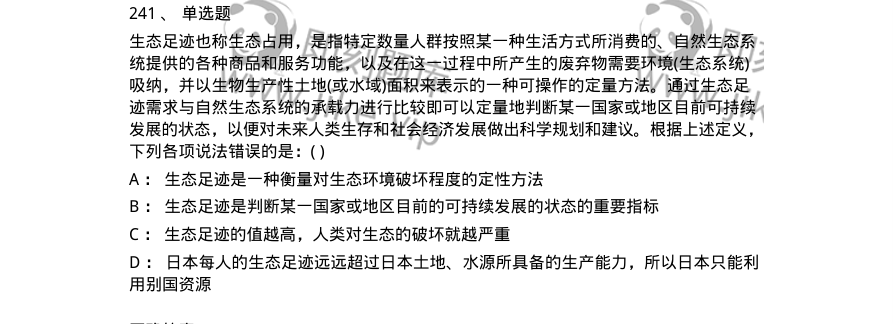 241 、 单选题
生态足迹也称生态占用，是指特定数量人群按照某一种生活方式所消费的、自然生态系
统提供的各种商品和服务功能，以及在这一过程中所产生的废弃物需要环境(生态系统)
吸纳，并以生物生产性土地(或水域)面积来表示的一种可操作的定量方法。通过生态足
迹需求与自然生态系统的承载力进行比较即可以定量地判断某一国家或地区目前可持续
发展的状态，以便对未来人类生存和社会经济发展做出科学规划和建议。根据上述定义，
下列各项说法错误的是：( )
A ： 生态足迹是一种衡量对生态环境破坏程度的定性方法
B ： 生态足迹是判断某一国家或地区目前的可持续发展的状态的重要指标
C ： 生态足迹的值越高，人类对生态的破坏就越严重
D ： 日本每人的生态足迹远远超过日本土地、水源所具备的生产能力，所以日本只能利
用别国资源